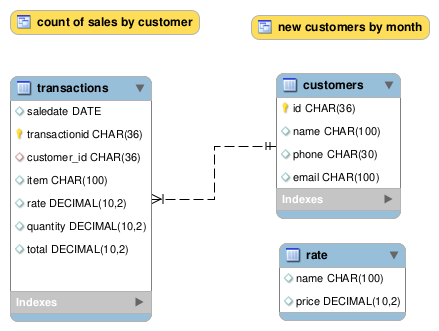 count of sales by customer
new customers by month
transactions
saledate DATE
transactionid CHAR(36)
customer_id CHAR(36)
item CHAR(100)
rate DECIMAL(10,2)
quantity DECIMAL(10,2)
total DECIMAL(10,2)
Indexes
customers
id CHAR(36)
name CHAR(100)
phone CHAR(30)
email CHAR(100)
Indexes
rate
name CHAR(100)
price DECIMAL(10,2)